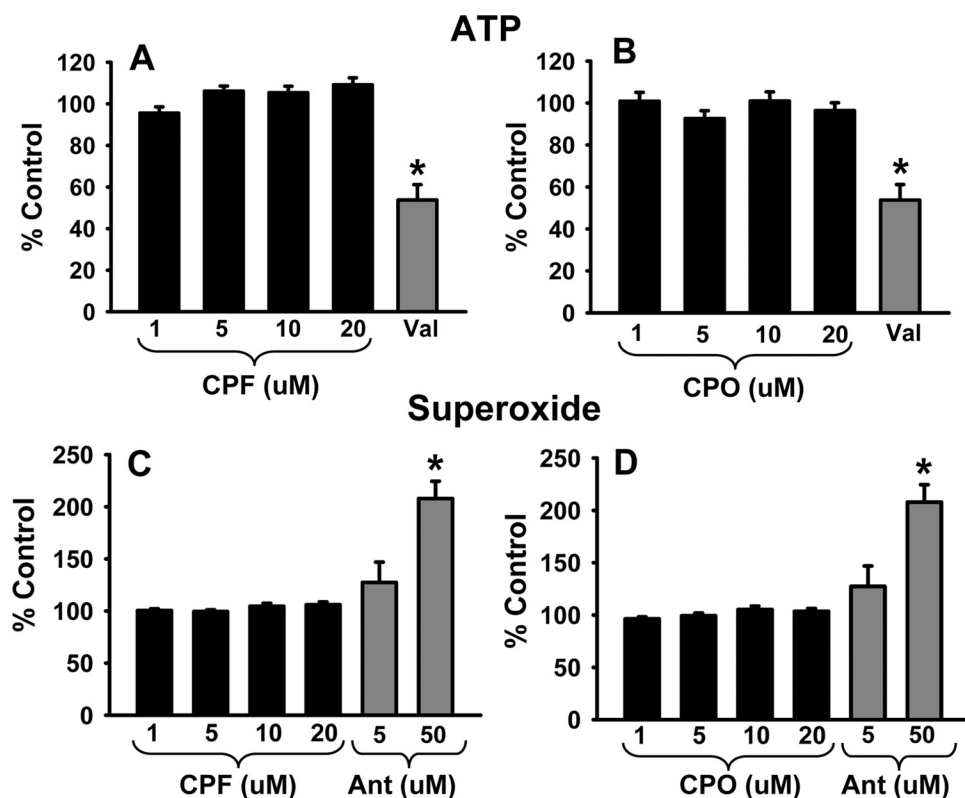 ATP
A
120
100
80
60
40
20
0
% Control
*
1 5 10 20 Val
CPF (uM)
B
120
100
80
60
40
20
0
% Control
*
1 5 10 20 Val
CPO (uM)
Superoxide
C
250
200
150
100
50
0
% Control
*
1 5 10 20 5 50
CPF (uM) Ant (uM)
D
250
200
150
100
50
0
% Control
*
1 5 10 20 5 50
CPO (uM) Ant (uM)